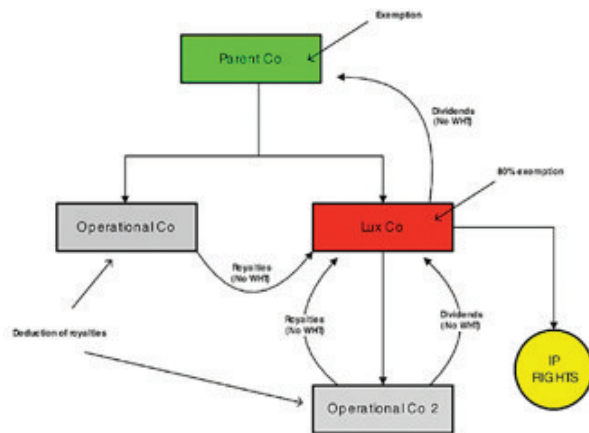 Exemption
Parent Co
Dividends
(No WHT)
80% exemption
Operational Co
Lux Co
Royalties
(No WHT)
Royalties
(No WHT)
Dividends
(No WHT)
Deduction of royalties
IP
RIGHTS
Operational Co 2